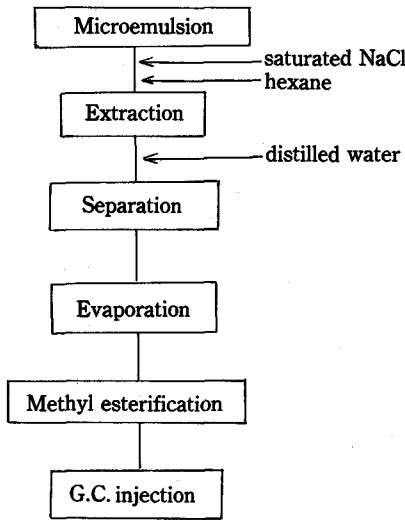 Microemulsion
saturated NaCl
hexane
Extraction
distilled water
Separation
Evaporation
Methyl esterification
G.C. injection